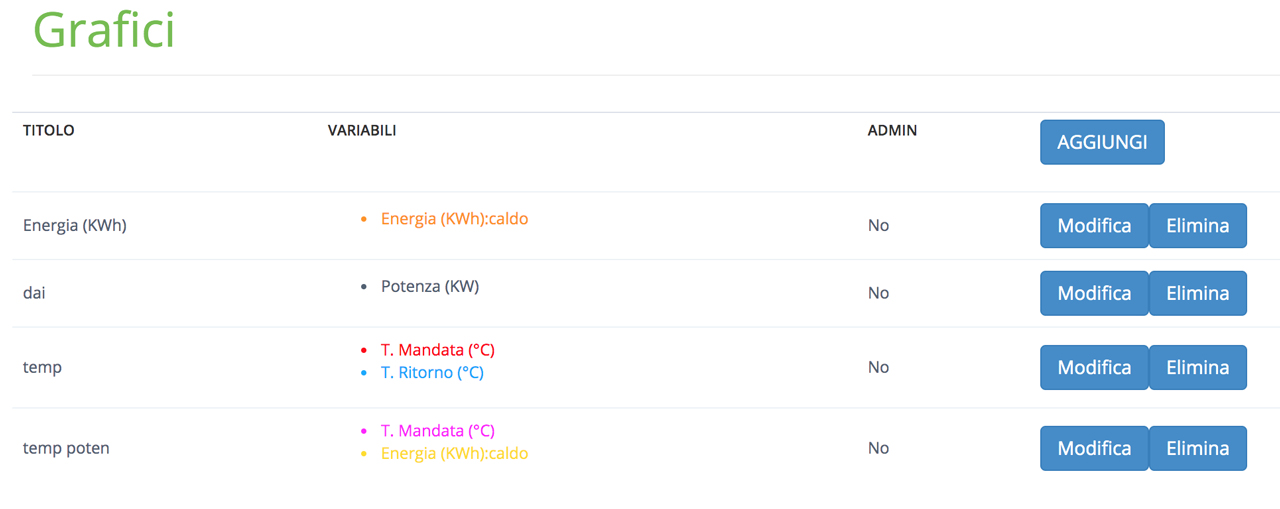 Grafici
TITOLO VARIABILI ADMIN AGGIUNGI
Energia (KWh) • Energia (KWh):caldo No Modifica Elimina
dai • Potenza (KW) No Modifica Elimina
temp • T. Mandata (°C) No Modifica Elimina
• T. Ritorno (°C)
temp poten • T. Mandata (°C) No Modifica Elimina
• Energia (KWh):caldo